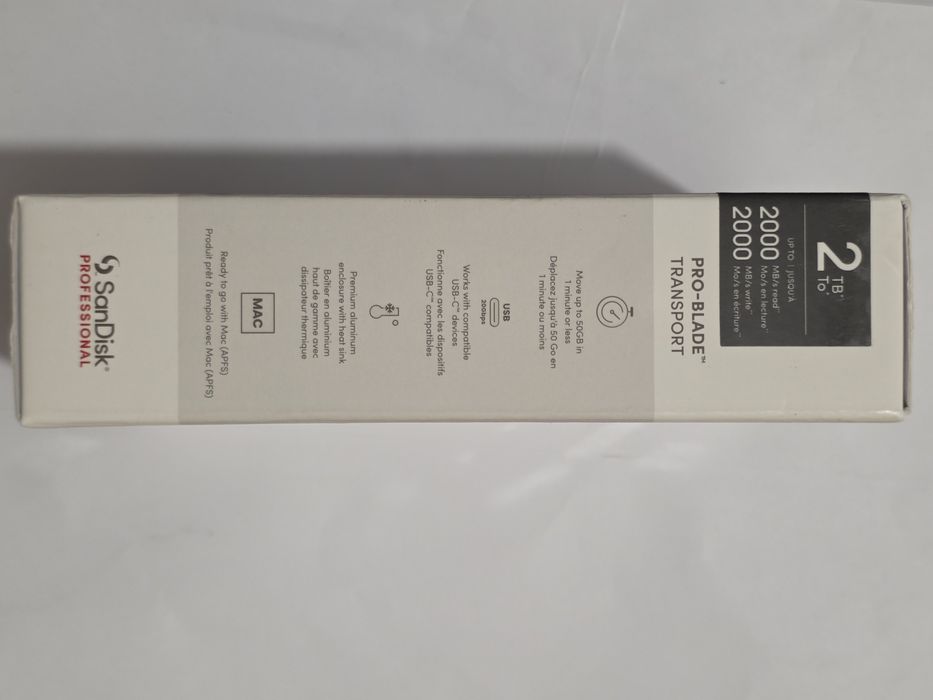 2 TB*
To*
UP TO | JUSQU'À
2000 MB/s read**
Mo/s en lecture**
2000 MB/s write**
Mo/s en écriture**
PRO-BLADE™
TRANSPORT
Move up to 50GB in
1 minute or less
Déplacez jusqu'à 50 Go en
1 minute ou moins
USB
20Gbps
Works with compatible
USB-C™ devices
Fonctionne avec les dispositifs
USB-C™ compatibles
Premium aluminum
enclosure with heat sink
Boîtier en aluminium
haut de gamme avec
dissipateur thermique
MAC
Ready to go with Mac (APFS)
Produit prêt à l'emploi avec Mac (APFS)
SanDisk®
PROFESSIONAL